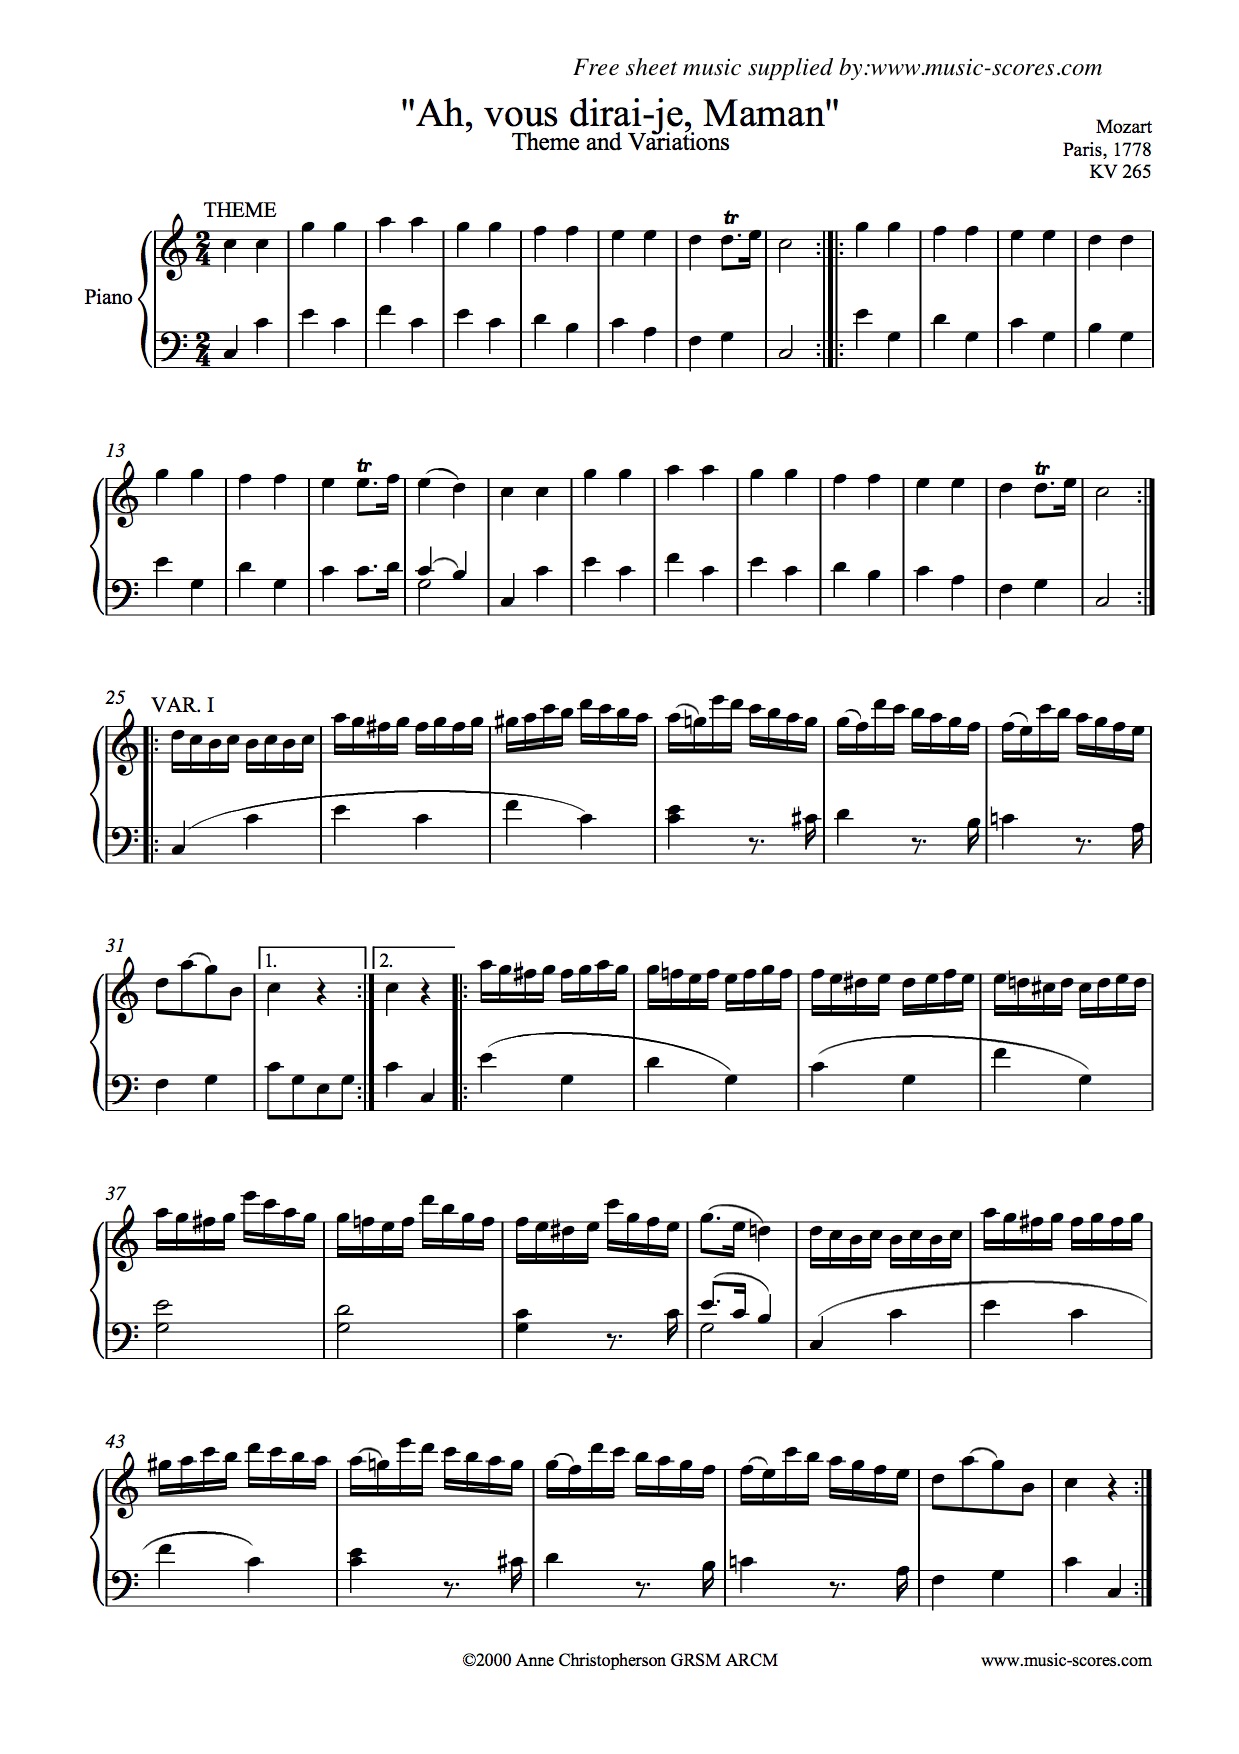 Free sheet music supplied by:www.music-scores.com
"Ah, vous dirai-je, Maman"
Theme and Variations
Mozart
Paris, 1778
KV 265
THEME
tr
2 4
Piano
2 4
13
tr
tr
25
VAR. I
31
1.
2.
37
43
©2000 Anne Christopherson GRSM ARCM
www.music-scores.com